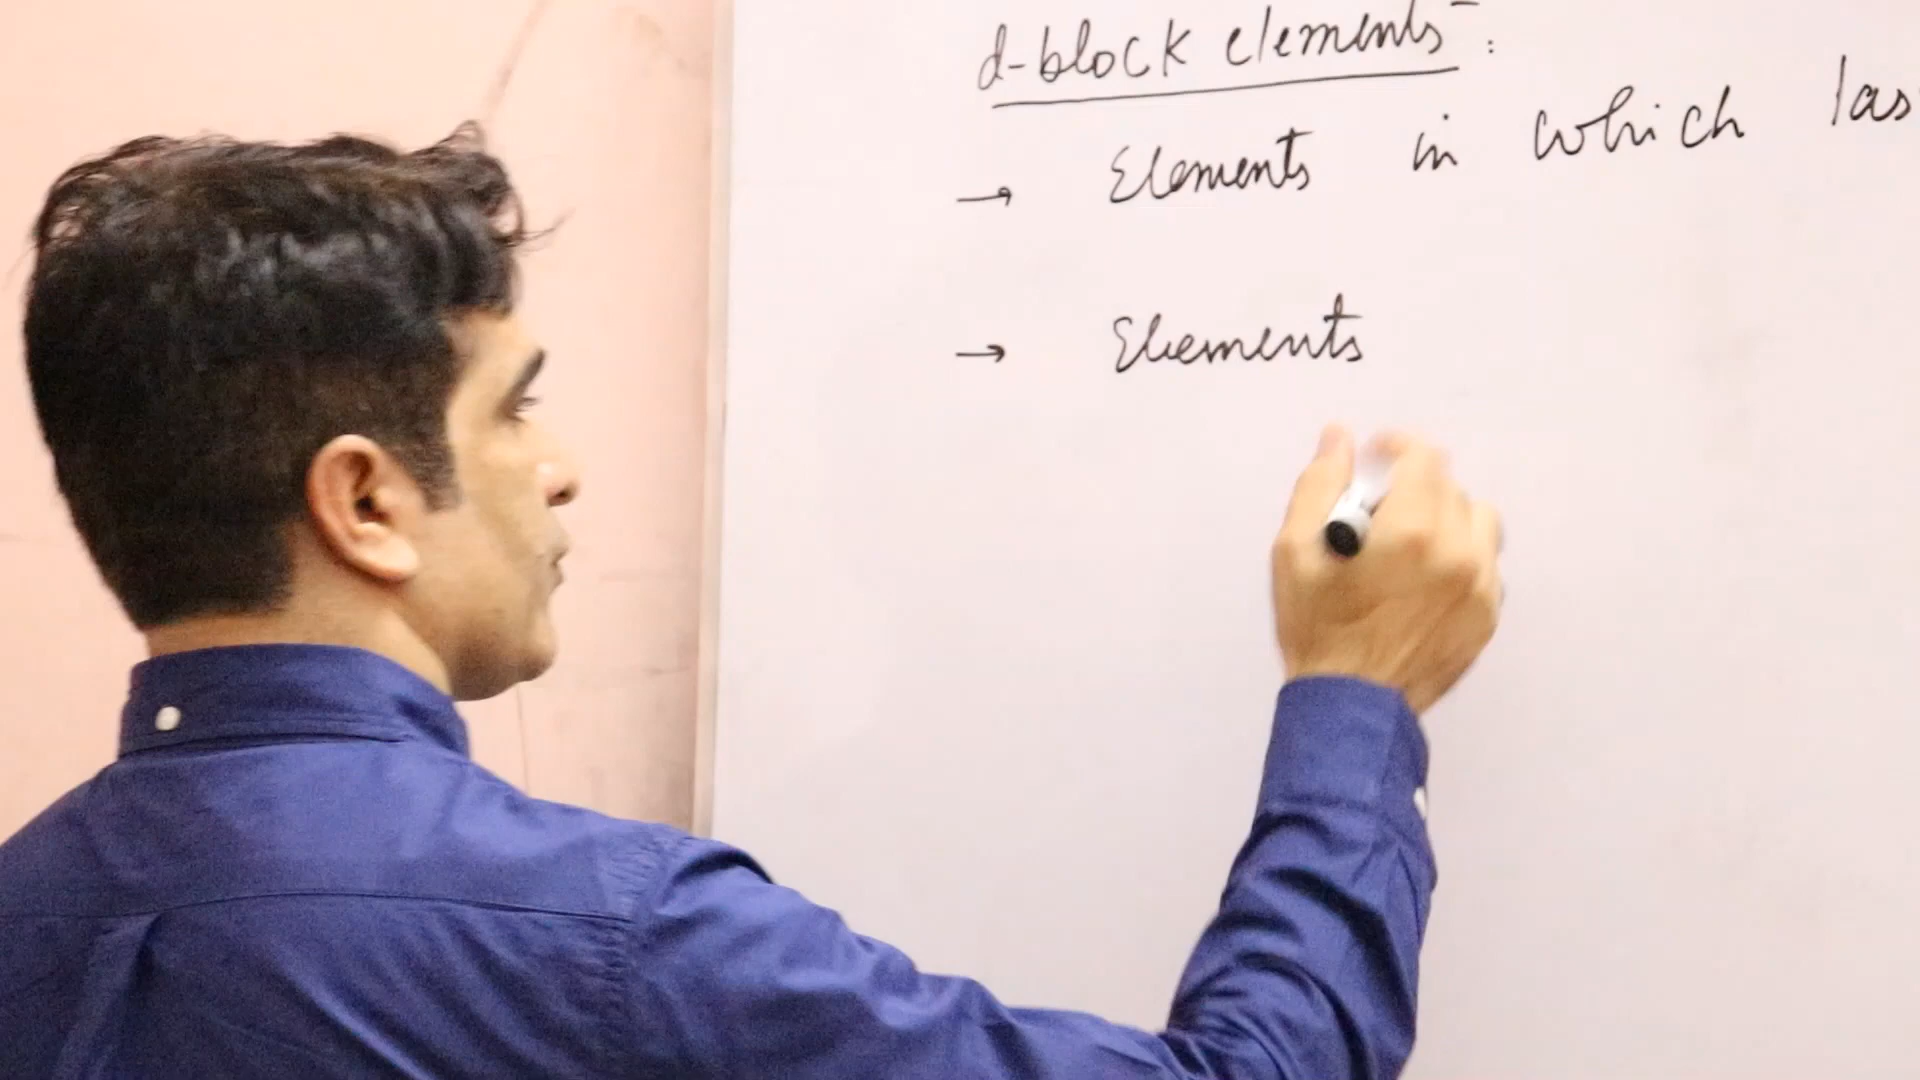 d-block elements :
→ Elements in which las
→ Elements